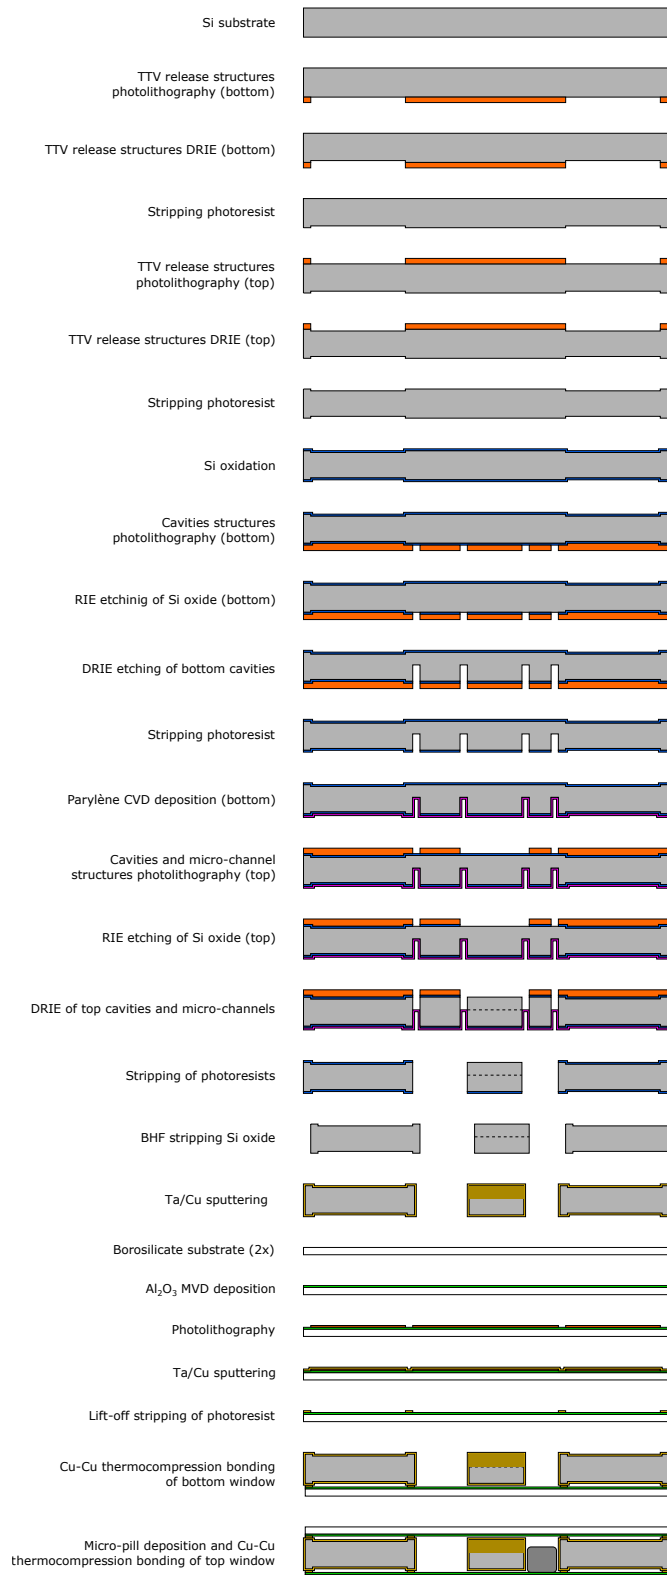 Si substrate
TTV release structures
photolithography (bottom)
TTV release structures DRIE (bottom)
Stripping photoresist
TTV release structures
photolithography (top)
TTV release structures DRIE (top)
Stripping photoresist
Si oxidation
Cavities structures
photolithography (bottom)
RIE etchinig of Si oxide (bottom)
DRIE etching of bottom cavities
Stripping photoresist
Parylène CVD deposition (bottom)
Cavities and micro-channel
structures photolithography (top)
RIE etching of Si oxide (top)
DRIE of top cavities and micro-channels
Stripping of photoresists
BHF stripping Si oxide
Ta/Cu sputtering
Borosilicate substrate (2x)
Al₂O₃ MVD deposition
Photolithography
Ta/Cu sputtering
Lift-off stripping of photoresist
Cu-Cu thermocompression bonding
of bottom window
Micro-pill deposition and Cu-Cu
thermocompression bonding of top window